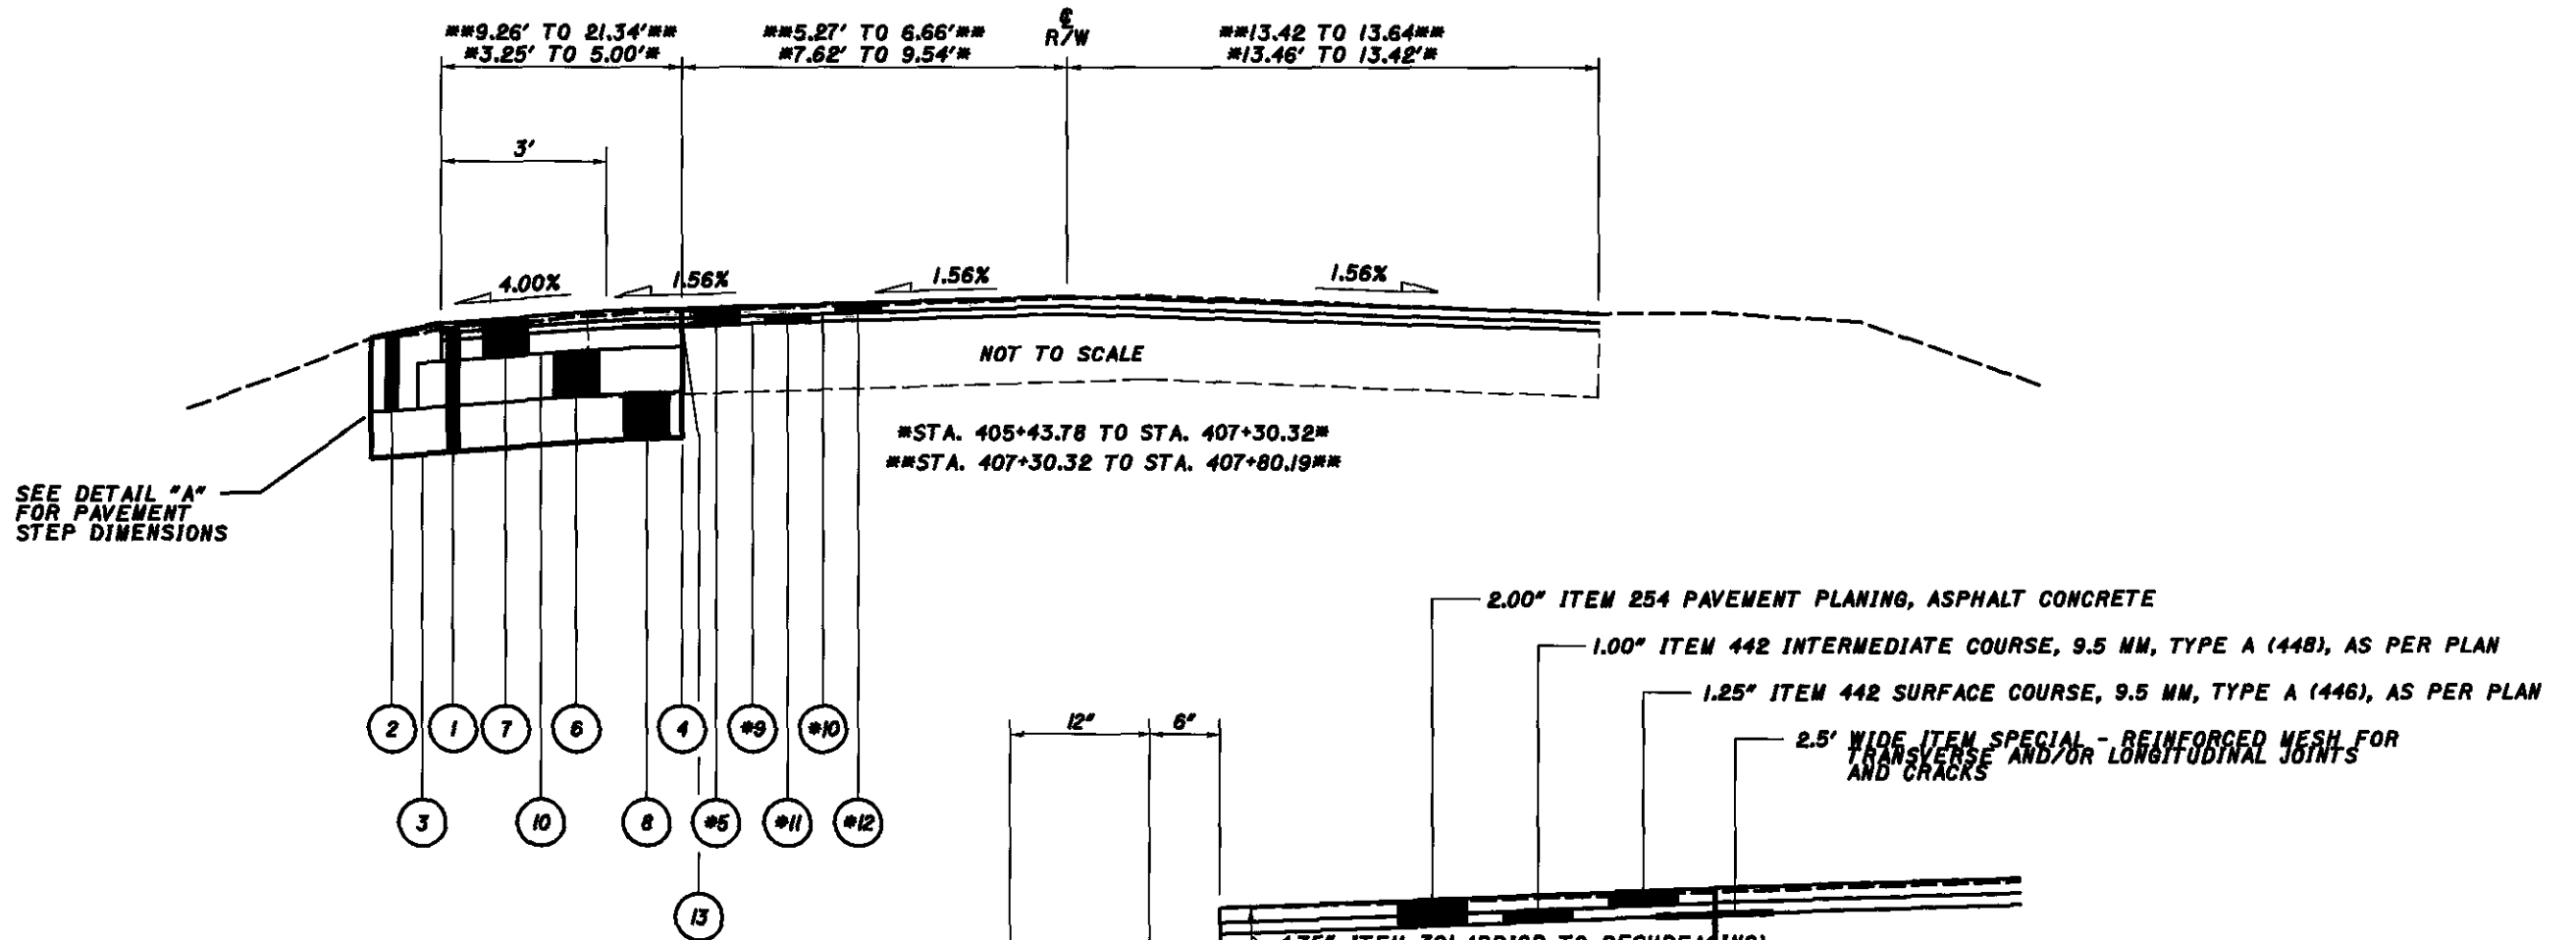 **9.26' TO 21.34'**
*3.25' TO 5.00'*
**5.27' TO 6.66'**
*7.62' TO 9.54'*
℄
R/W
**13.42 TO 13.64**
*13.46' TO 13.42'*
3'
4.00%
1.56%
1.56%
1.56%
NOT TO SCALE
*STA. 405+43.78 TO STA. 407+30.32*
**STA. 407+30.32 TO STA. 407+80.19**
SEE DETAIL "A"
FOR PAVEMENT
STEP DIMENSIONS
2.00" ITEM 254 PAVEMENT PLANING, ASPHALT CONCRETE
1.00" ITEM 442 INTERMEDIATE COURSE, 9.5 MM, TYPE A (448), AS PER PLAN
1.25" ITEM 442 SURFACE COURSE, 9.5 MM, TYPE A (446), AS PER PLAN
2.5' WIDE ITEM SPECIAL - REINFORCED MESH FOR
TRANSVERSE AND/OR LONGITUDINAL JOINTS
AND CRACKS
2 1 7 6 4 *9 *10
12" 6"
3 10 8 *5 *11 *12
13
ITEM 301 (PRIOR TO RESURFACING)